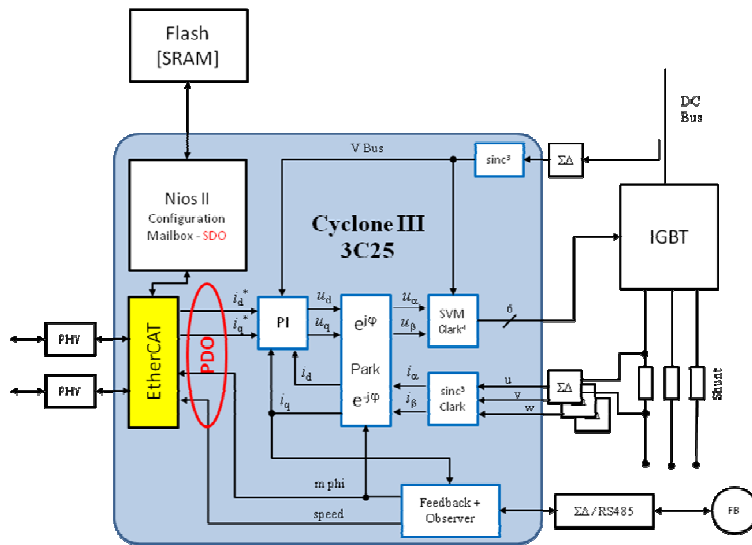 Flash
[SRAM]
DC
Bus
V Bus
sinc³
ΣΔ
Nios II
Configuration
Mailbox - SDO
Cyclone III
3C25
IGBT
i_d*
i_q*
u_d
u_q
u_α
u_β
6
PHY
PHY
EtherCAT
PDO
PI
e^jφ
Park
e^-jφ
SVM
Clark⁻¹
i_d
i_q
i_α
i_β
sinc³
Clark
u
v
w
ΣΔ
Δ
Shunt
m phi
speed
Feedback +
Observer
ΣΔ/RS485
FB